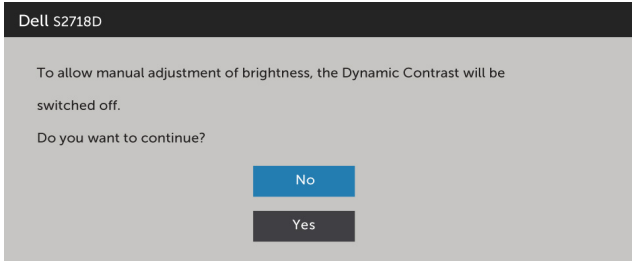 Dell S2718D
To allow manual adjustment of brightness, the Dynamic Contrast will be
switched off.
Do you want to continue?
No
Yes